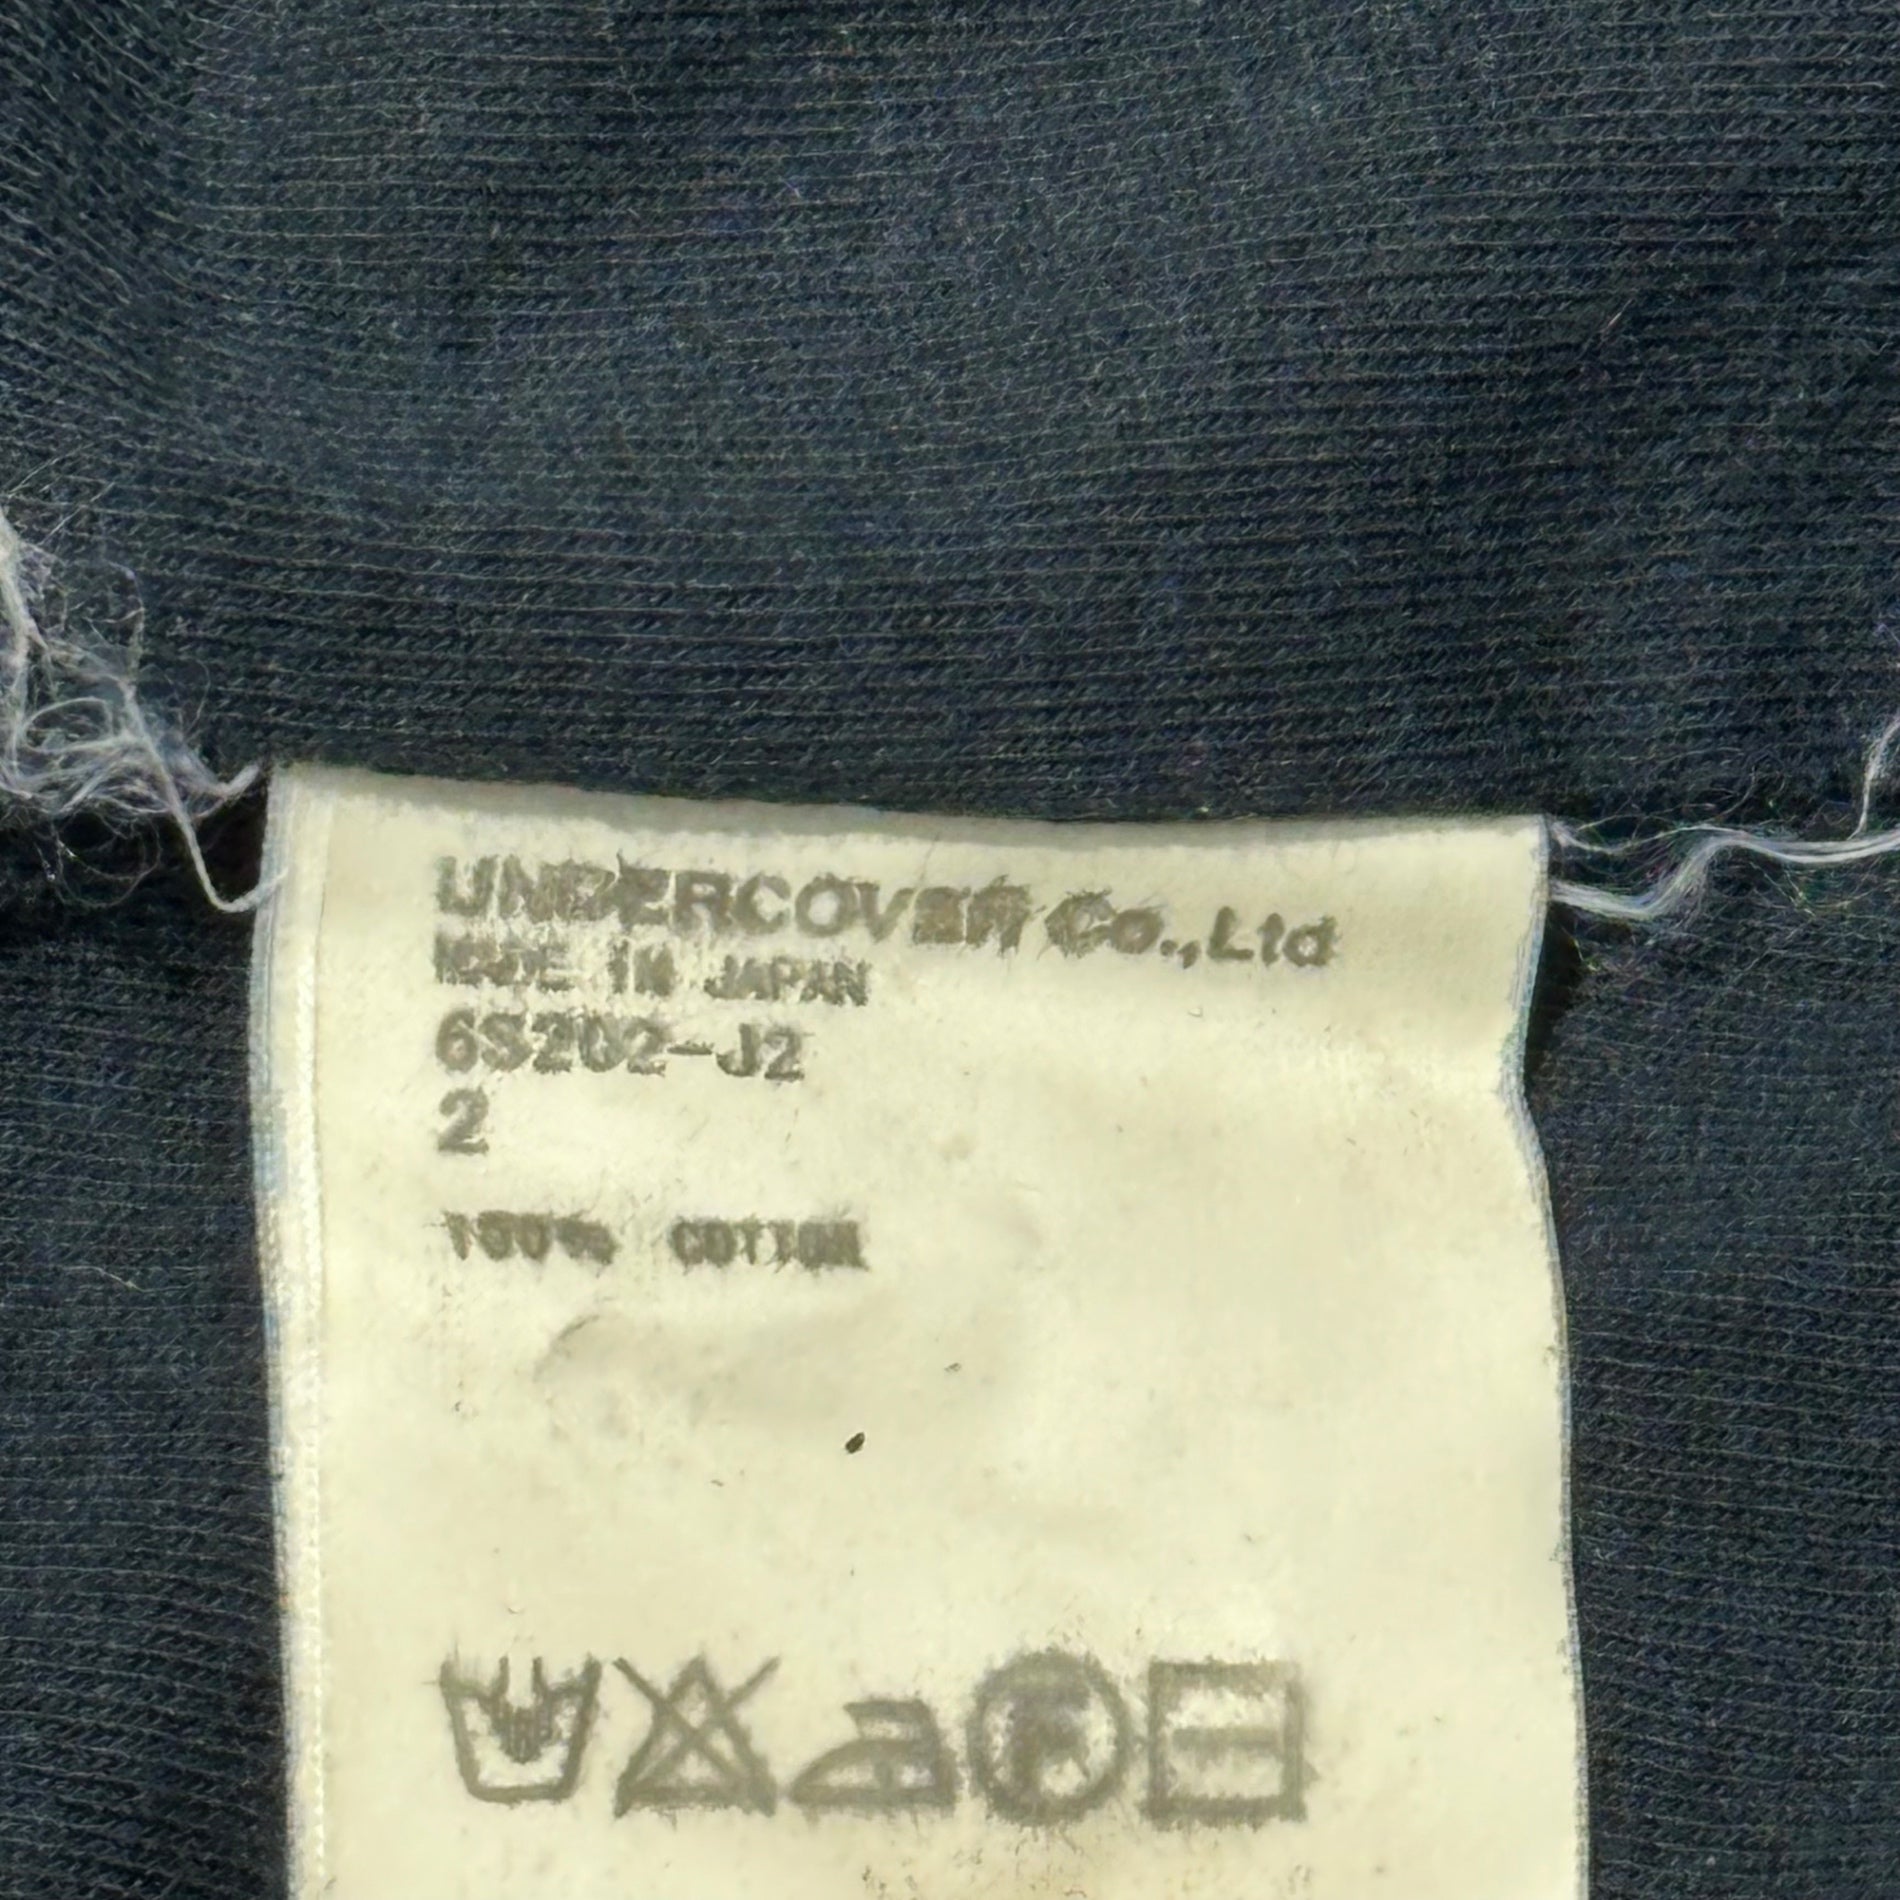 UNDERCOVER Co.,Ltd
MADE IN JAPAN
6S202-J2
2
100% COTTON